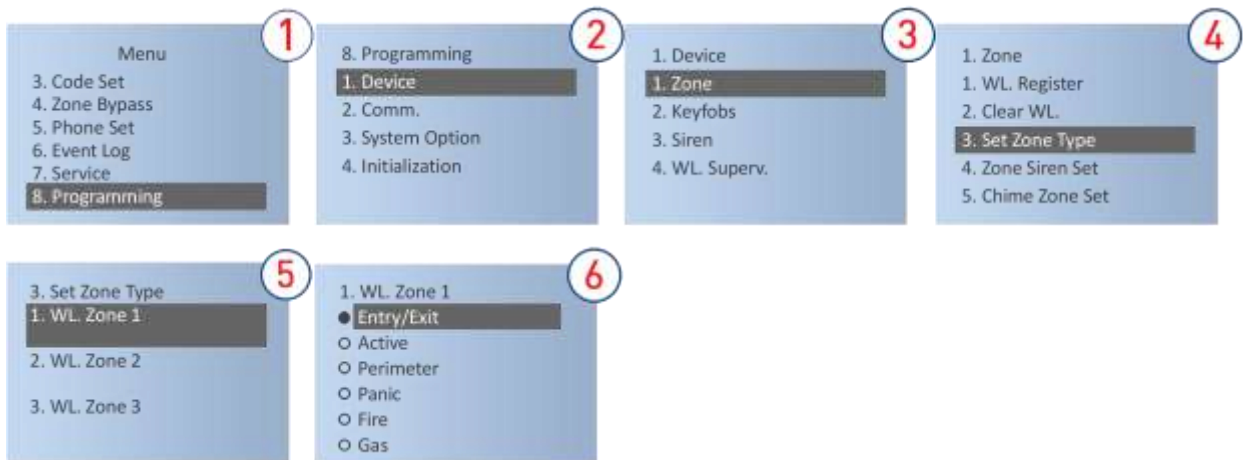 1
Menu
3. Code Set
4. Zone Bypass
5. Phone Set
6. Event Log
7. Service
8. Programming
2
8. Programming
1. Device
2. Comm.
3. System Option
4. Initialization
3
1. Device
1. Zone
2. Keyfobs
3. Siren
4. WL. Superv.
4
1. Zone
1. WL. Register
2. Clear WL.
3. Set Zone Type
4. Zone Siren Set
5. Chime Zone Set
5
3. Set Zone Type
1. WL. Zone 1
2. WL. Zone 2
3. WL. Zone 3
6
1. WL. Zone 1
Entry/Exit
Active
Perimeter
Panic
Fire
Gas